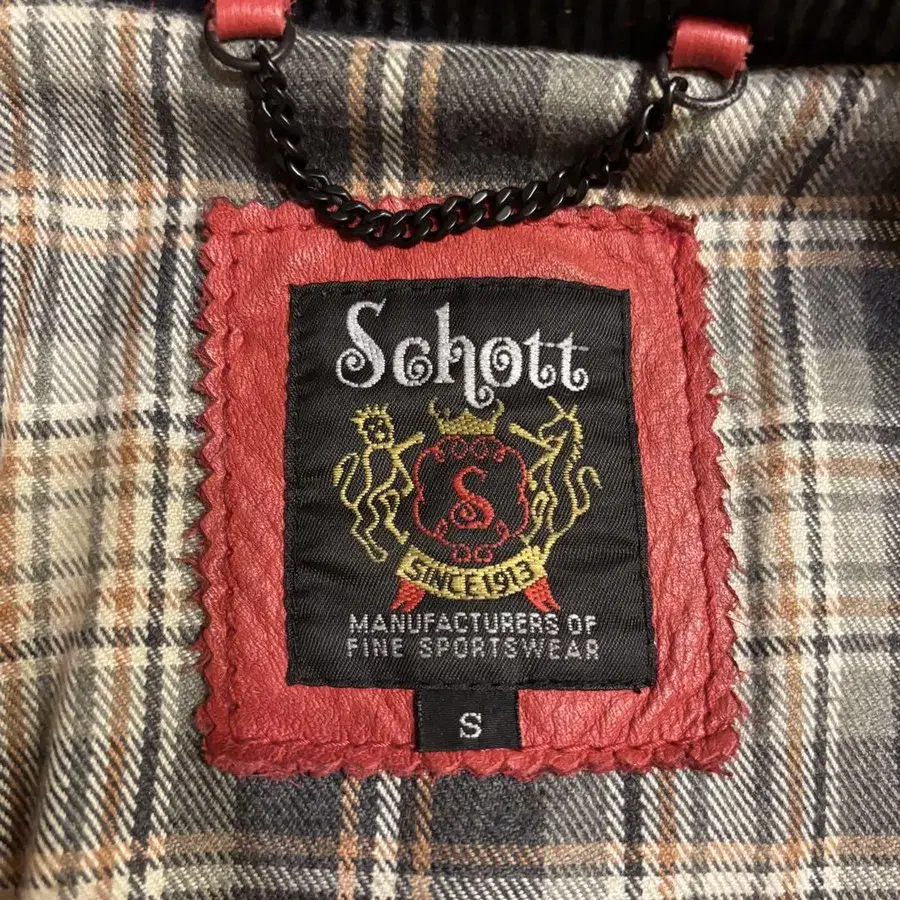 Schott
S
SINCE 1913
MANUFACTURERS OF
FINE SPORTSWEAR
S